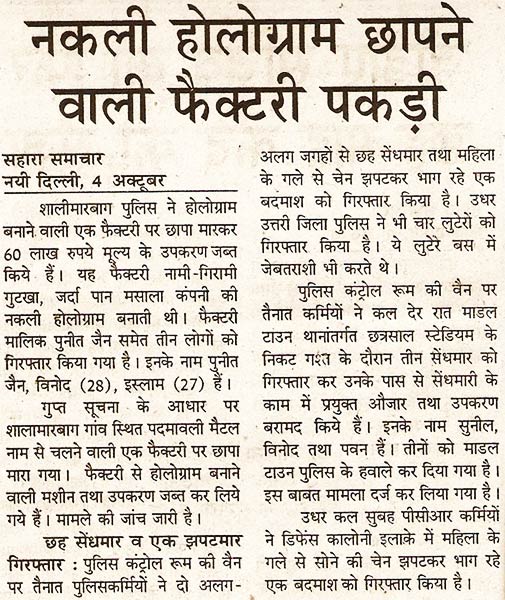 नकली होलोग्राम छापने
वाली फैक्टरी पकड़ी
सहारा समाचार
नयी दिल्ली, 4 अक्टूबर
शालीमारबाग पुलिस ने होलोग्राम
बनाने वाली एक फ़ैक्टरी पर छापा मारकर
60 लाख रुपये मूल्य के उपकरण जब्त
किये हैं। यह फैक्टरी नामी-गिरामी
गुटखा, जर्दा पान मसाला कंपनी की
नकली होलोग्राम बनाती थी। फैक्टरी
मालिक पुनीत जैन समेत तीन लोगों को
गिरफ्तार किया गया है। इनके नाम पुनीत
जैन, विनोद (28), इस्लाम (27) हैं।
गुप्त सूचना के आधार पर
शालामारबाग गांव स्थित पदमावली मैटल
नाम से चलने वाली एक फैक्टरी पर छापा
मारा गया। फैक्टरी से होलोग्राम बनाने
वाली मशीन तथा उपकरण जब्त कर लिये
गये हैं। मामले की जांच जारी है।
छह सेंधमार व एक झपटमार
गिरफ्तार : पुलिस कंट्रोल रूम की वैन
पर तैनात पुलिसकर्मियों ने दो अलग-
अलग जगहों से छह सेंधमार तथा महिला
के गले से चेन झपटकर भाग रहे एक
बदमाश को गिरफ्तार किया है। उधर
उत्तरी जिला पुलिस ने भी चार लुटेरों को
गिरफ्तार किया है। ये लुटेरे बस में
जेबतराशी भी करते थे।
पुलिस कंट्रोल रूम की वैन पर
तैनात कर्मियों ने कल देर रात माडल
टाउन थानांतर्गत छत्रसाल स्टेडियम के
निकट गश्त के दौरान तीन सेंधमार को
गिरफ्तार कर उनके पास से सेंधमारी के
काम में प्रयुक्त औजार तथा उपकरण
बरामद किये हैं। इनके नाम सुनील,
विनोद तथा पवन हैं। तीनों को माडल
टाउन पुलिस के हवाले कर दिया गया है।
इस बाबत मामला दर्ज कर लिया गया है।
उधर कल सुबह पीसीआर कर्मियों
ने डिफेंस कालोनी इलाके में महिला के
गले से सोने की चेन झपटकर भाग रहे
एक बदमाश को गिरफ्तार किया है।